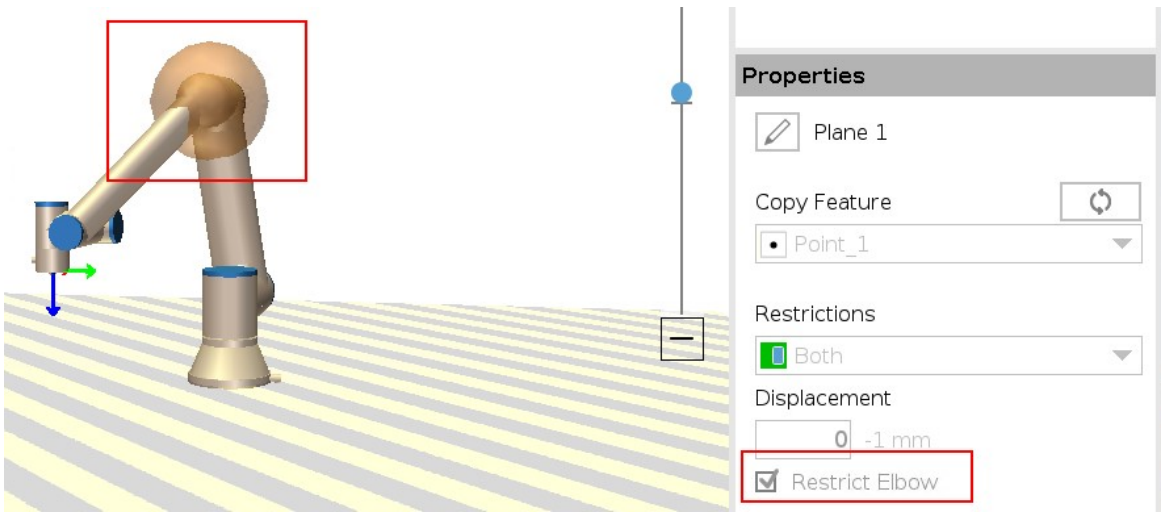 Properties
Plane 1
Copy Feature
Point_1
Restrictions
Both
Displacement
0 -1 mm
Restrict Elbow